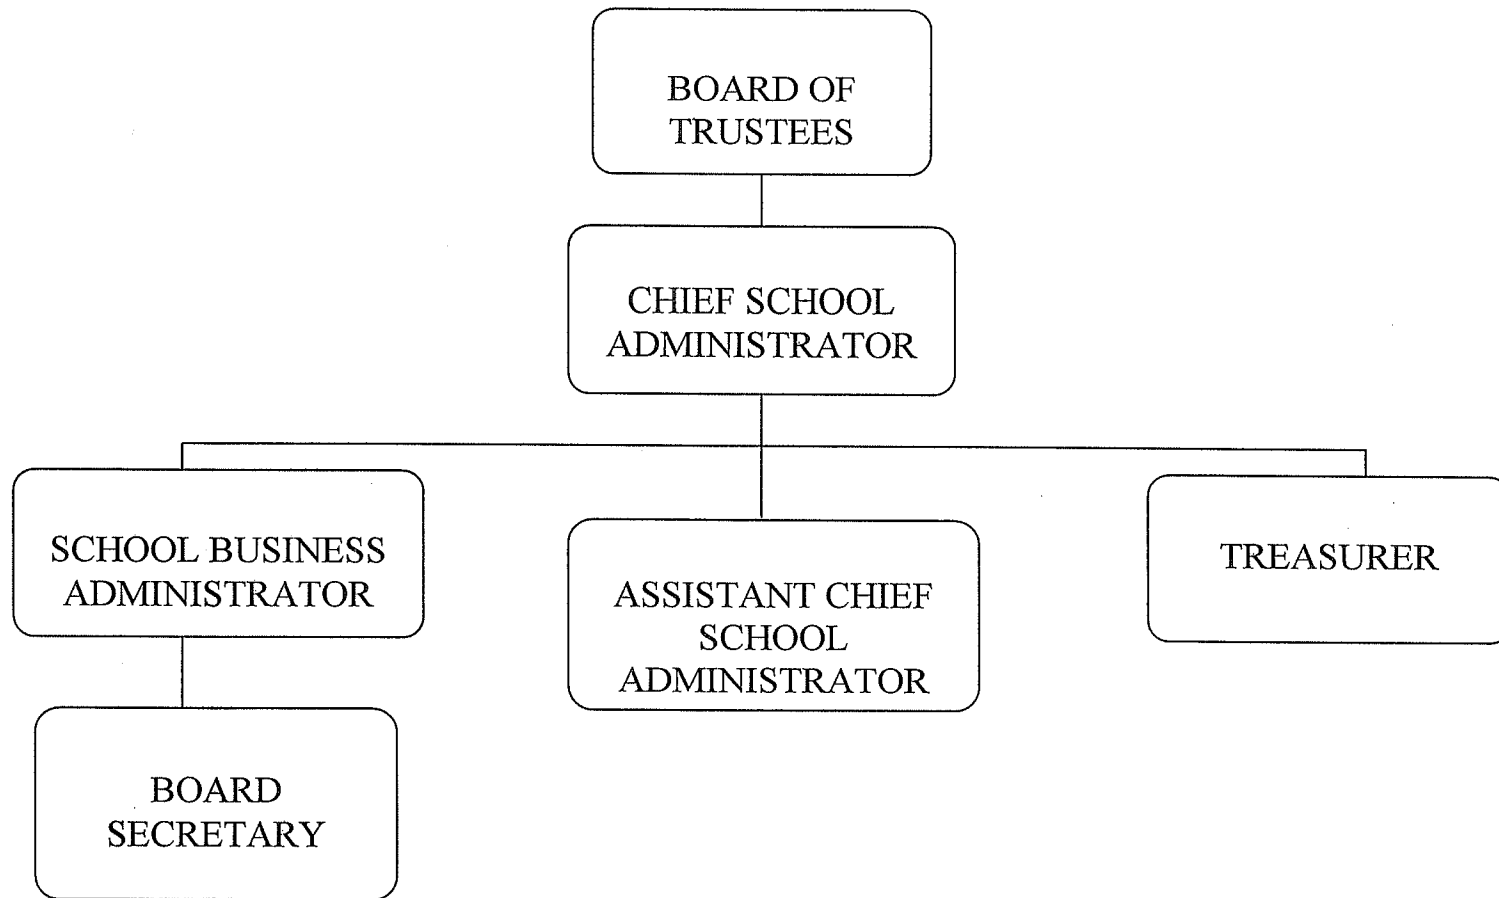 BOARD OF
TRUSTEES
CHIEF SCHOOL
ADMINISTRATOR
SCHOOL BUSINESS
ADMINISTRATOR
ASSISTANT CHIEF
SCHOOL
ADMINISTRATOR
TREASURER
BOARD
SECRETARY